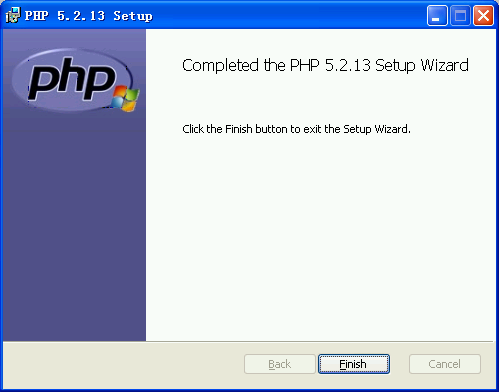 PHP 5.2.13 Setup
php
Completed the PHP 5.2.13 Setup Wizard
Click the Finish button to exit the Setup Wizard.
Back
Finish
Cancel